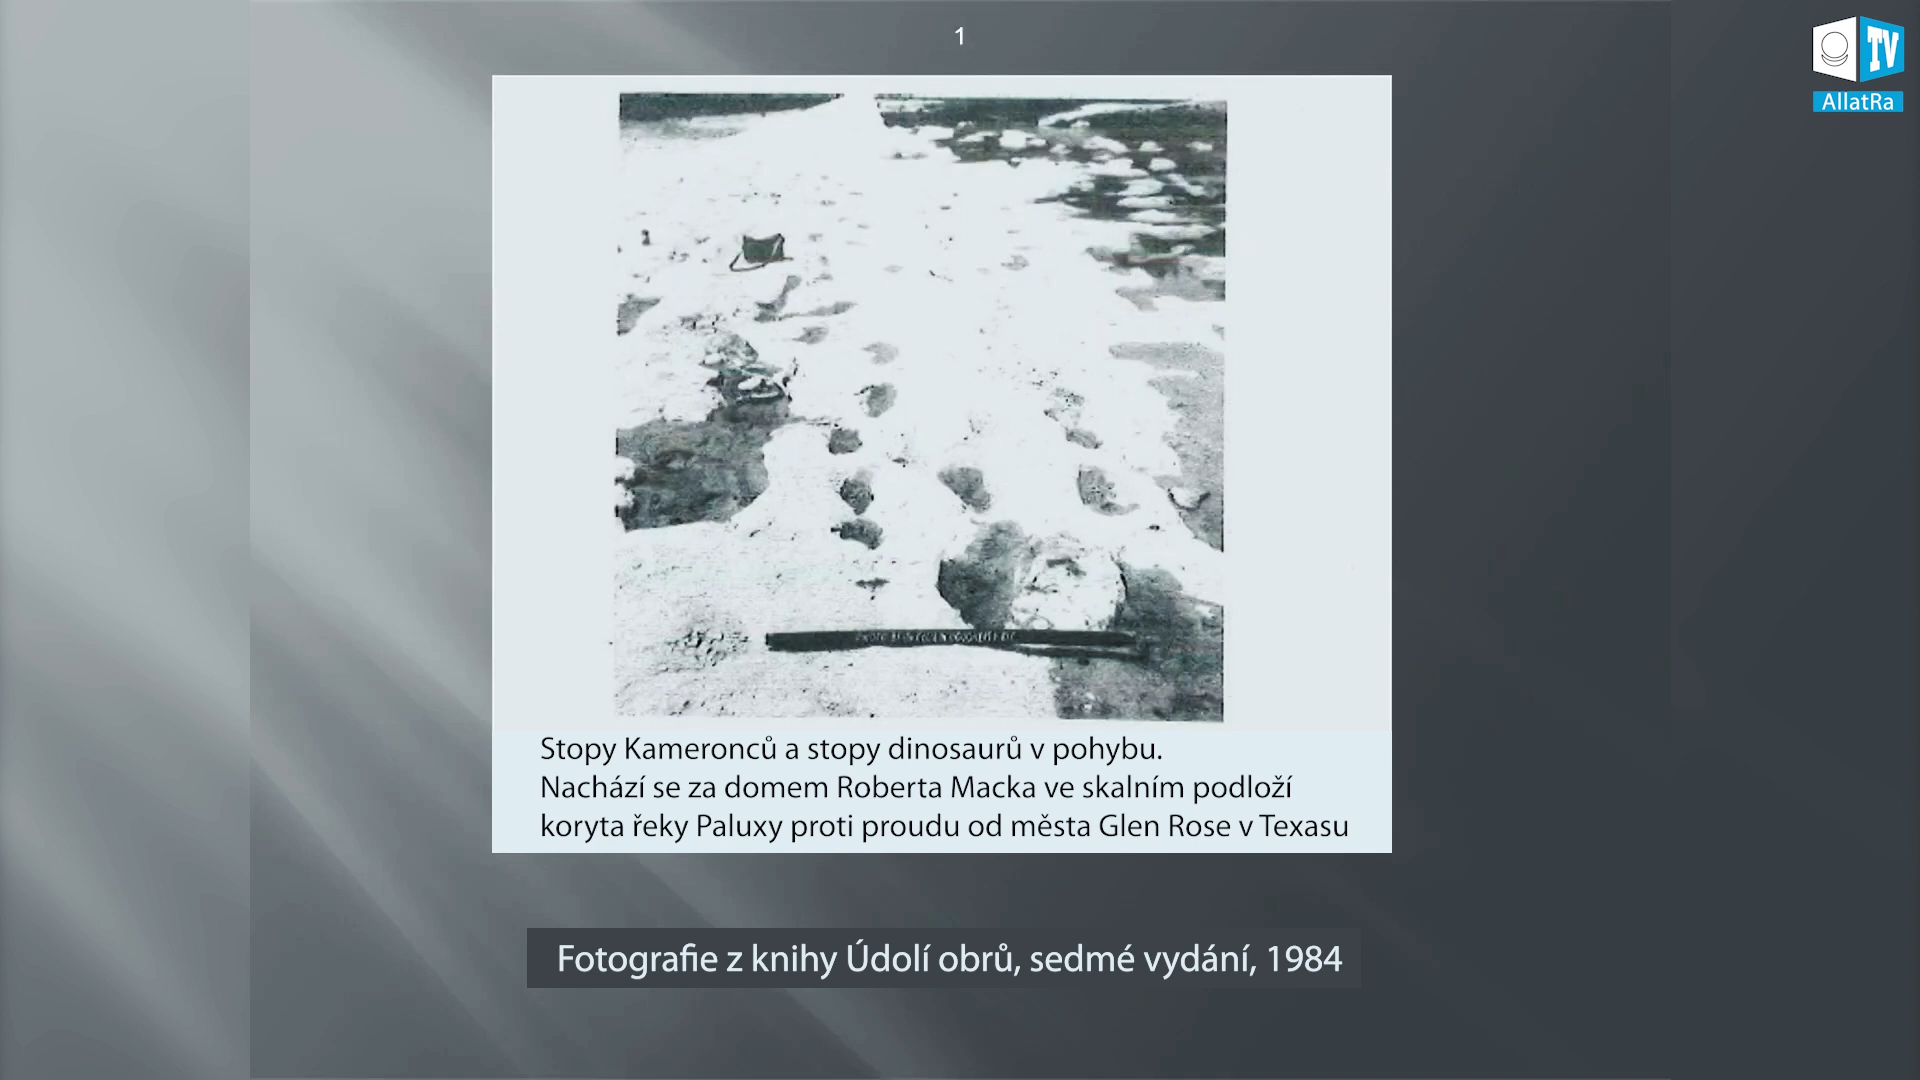 1
TV
AllatRa
Stopy Kameronců a stopy dinosaurů v pohybu.
Nachází se za domem Roberta Macka ve skalním podloží
koryta řeky Paluxy proti proudu od města Glen Rose v Texasu
Fotografie z knihy Údolí obrů, sedmé vydání, 1984